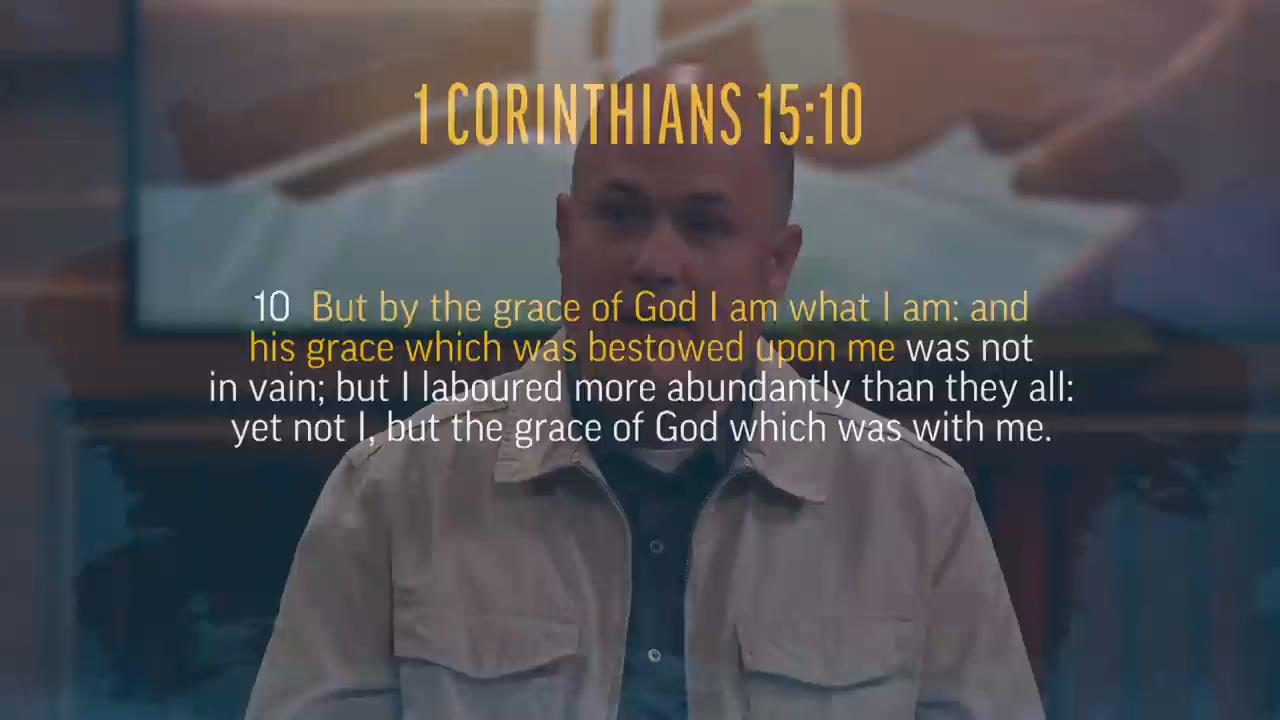 1 CORINTHIANS 15:10
10 But by the grace of God I am what I am: and
his grace which was bestowed upon me was not
in vain; but I laboured more abundantly than they all:
yet not I, but the grace of God which was with me.